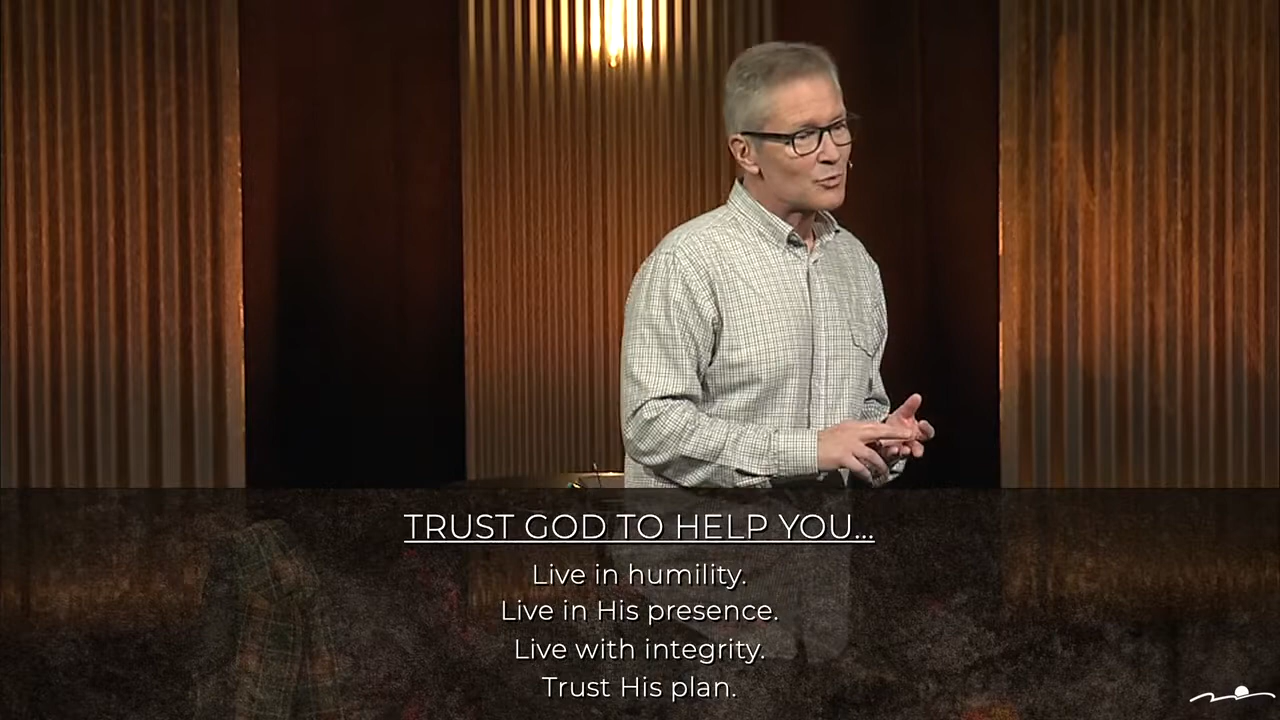 TRUST GOD TO HELP YOU...
Live in humility.
Live in His presence.
Live with integrity.
Trust His plan.